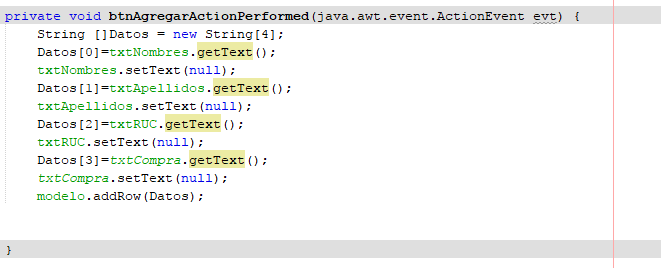 private void btnAgregarActionPerformed(java.awt.event.ActionEvent evt) {
String []Datos = new String[4];
Datos[0]=txtNombres.getText();
txtNombres.setText(null);
Datos[1]=txtApellidos.getText();
txtApellidos.setText(null);
Datos[2]=txtRUC.getText();
txtRUC.setText(null);
Datos[3]=txtCompra.getText();
txtCompra.setText(null);
modelo.addRow(Datos);
}